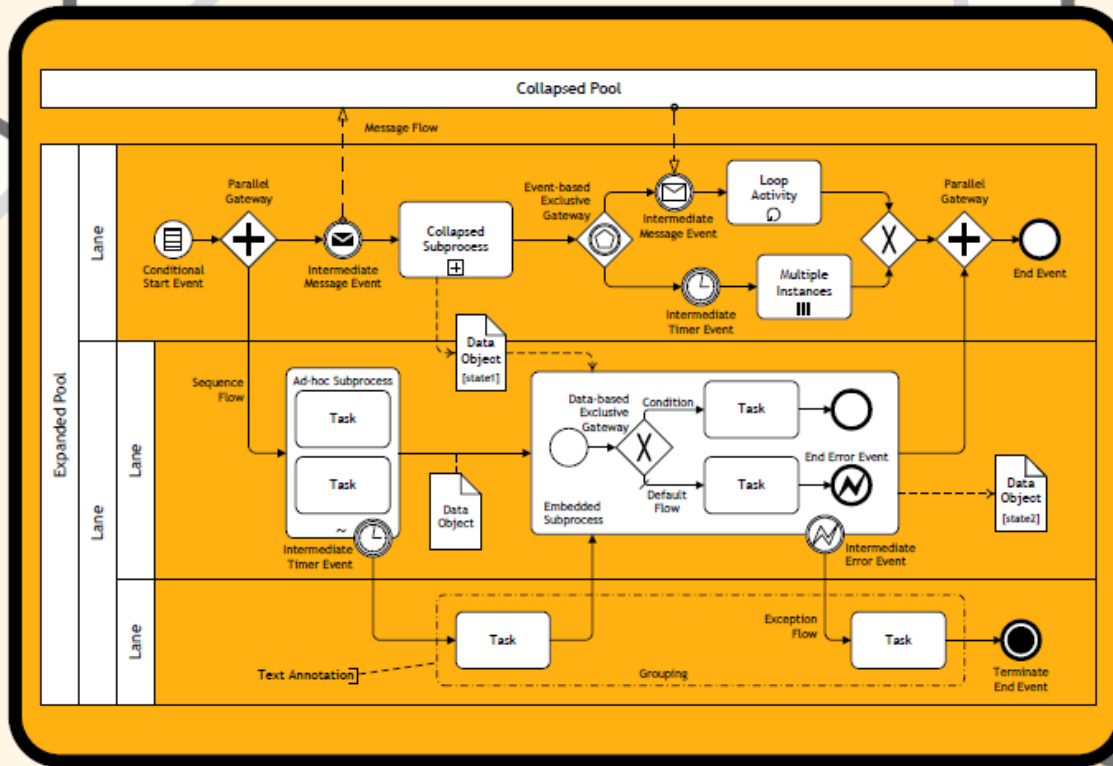 Collapsed Pool
Message Flow
Expanded Pool
Lane
Parallel
Gateway
Conditional
Start Event
Intermediate
Message Event
Collapsed
Subprocess
Event-based
Exclusive
Gateway
Intermediate
Message Event
Loop
Activity
Intermediate
Timer Event
Multiple
Instances
Parallel
Gateway
End Event
Lane
Lane
Sequence
Flow
Ad-hoc Subprocess
Task
Task
~
Intermediate
Timer Event
Data
Object
[state1]
Data
Object
Data-based
Exclusive
Gateway
Condition
Task
Default
Flow
Task
End Error Event
Embedded
Subprocess
Intermediate
Error Event
Data
Object
[state2]
Lane
Task
Text Annotation
Grouping
Exception
Flow
Task
Terminate
End Event